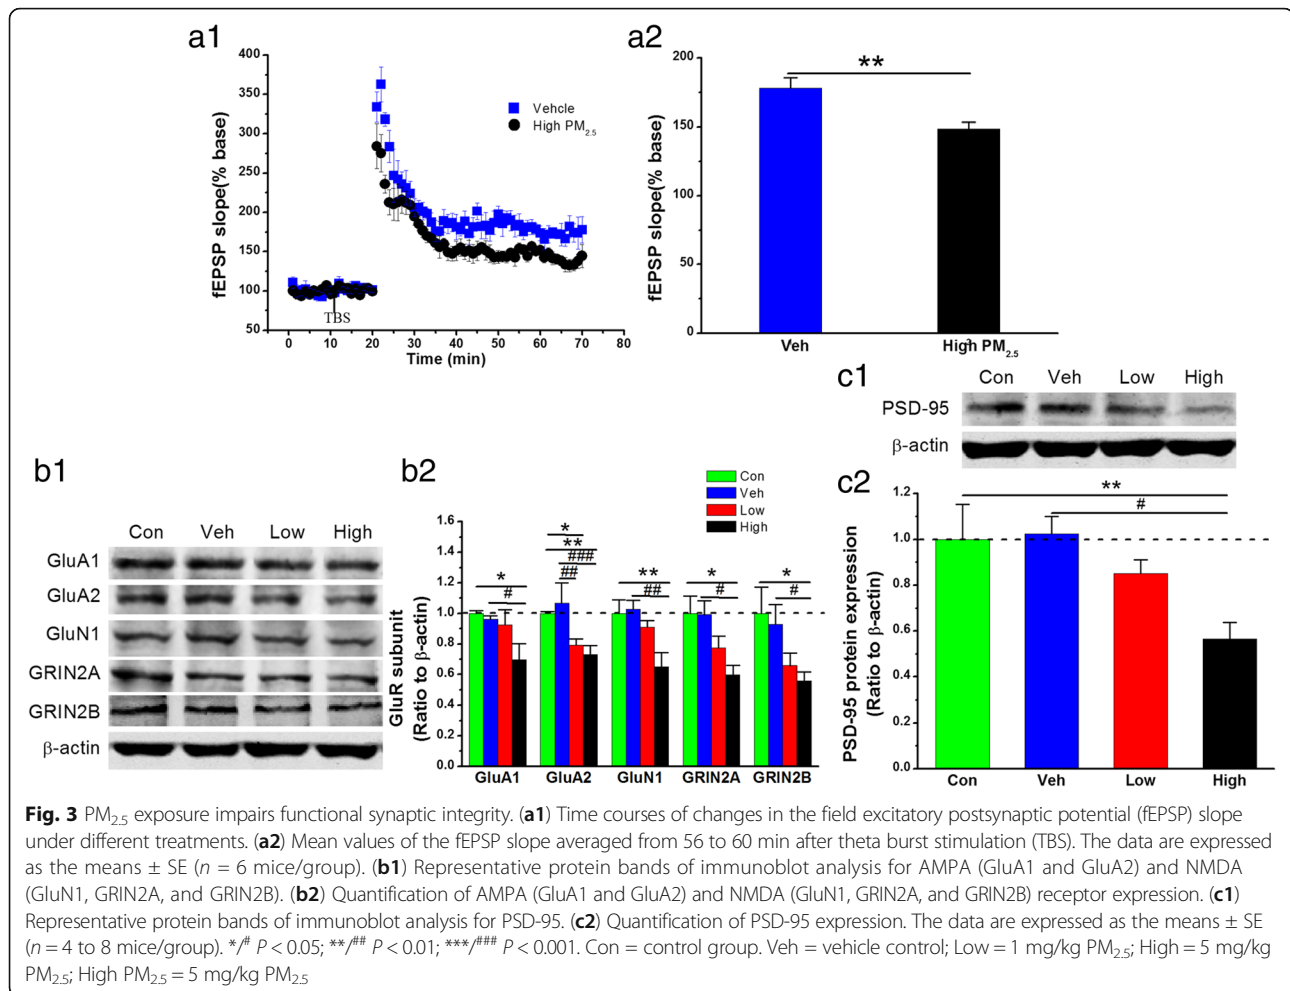 a1
400
350
300
250
200
150
100
50
fEPSP slope(% base)
Vehcle
High PM2.5
TBS
0 10 20 30 40 50 60 70 80
Time (min)
a2
200
175
150
125
100
75
50
25
0
fEPSP slope(% base)
**
Veh High PM2.5
b1
Con Veh Low High
GluA1
GluA2
GluN1
GRIN2A
GRIN2B
β-actin
b2
Con
Veh
Low
High
1.6
1.4
1.2
1.0
0.8
0.6
0.4
0.2
0.0
GluR subunit
(Ratio to β-actin)
* #
* ** ### ##
** ##
* #
* #
GluA1 GluA2 GluN1 GRIN2A GRIN2B
c1
Con Veh Low High
PSD-95
β-actin
c2
1.2
1.0
0.8
0.6
0.4
0.2
0.0
PSD-95 protein expression
(Ratio to β-actin)
**
#
Con Veh Low High
Fig. 3 PM2.5 exposure impairs functional synaptic integrity. (a1) Time courses of changes in the field excitatory postsynaptic potential (fEPSP) slope
under different treatments. (a2) Mean values of the fEPSP slope averaged from 56 to 60 min after theta burst stimulation (TBS). The data are expressed
as the means ± SE (n = 6 mice/group). (b1) Representative protein bands of immunoblot analysis for AMPA (GluA1 and GluA2) and NMDA
(GluN1, GRIN2A, and GRIN2B). (b2) Quantification of AMPA (GluA1 and GluA2) and NMDA (GluN1, GRIN2A, and GRIN2B) receptor expression. (c1)
Representative protein bands of immunoblot analysis for PSD-95. (c2) Quantification of PSD-95 expression. The data are expressed as the means ± SE
(n = 4 to 8 mice/group). */# P < 0.05; **/## P < 0.01; ***/### P < 0.001. Con = control group. Veh = vehicle control; Low = 1 mg/kg PM2.5; High = 5 mg/kg
PM2.5; High PM2.5 = 5 mg/kg PM2.5